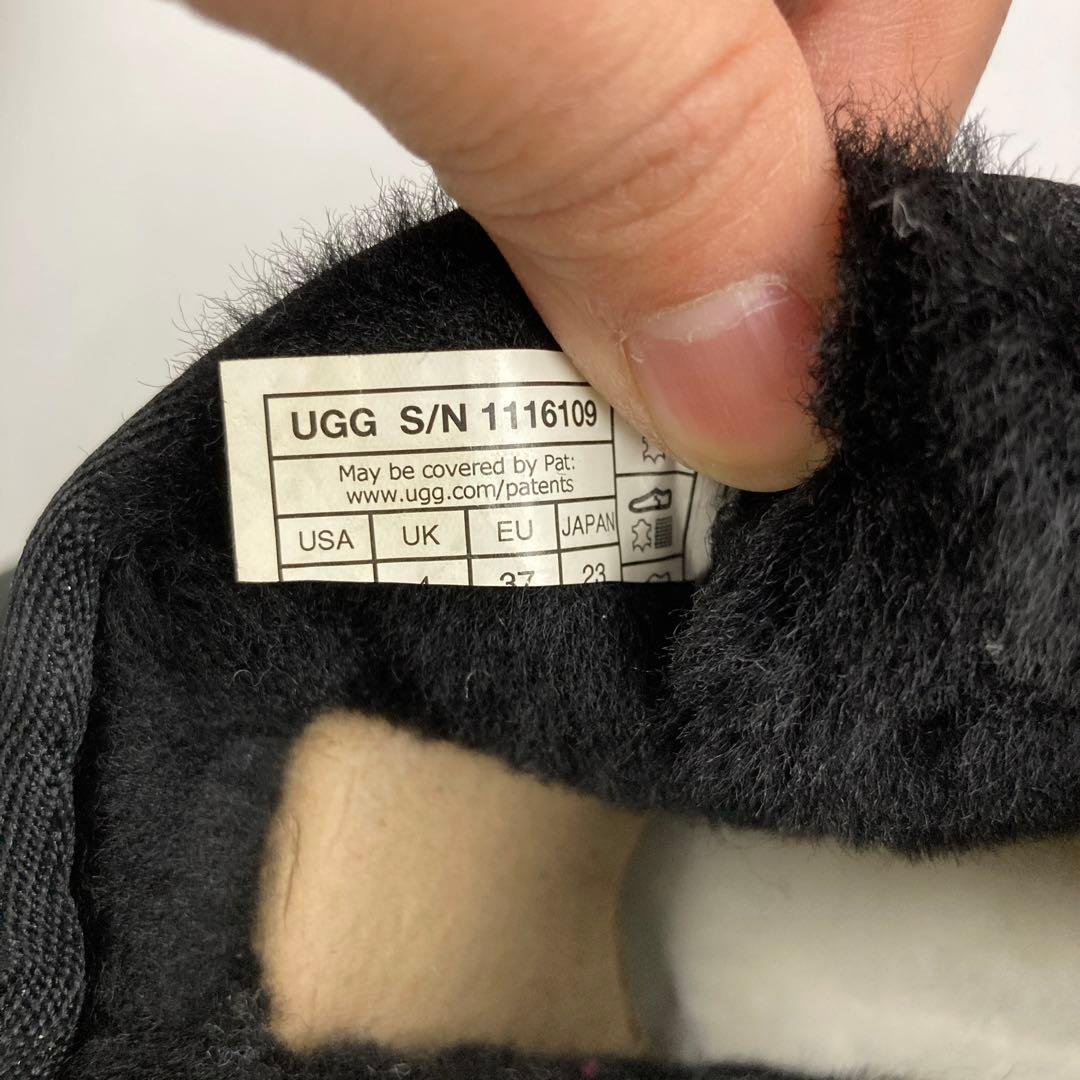 UGG S/N 1116109
May be covered by Pat:
www.ugg.com/patents
USA UK EU JAPAN
4 37 23